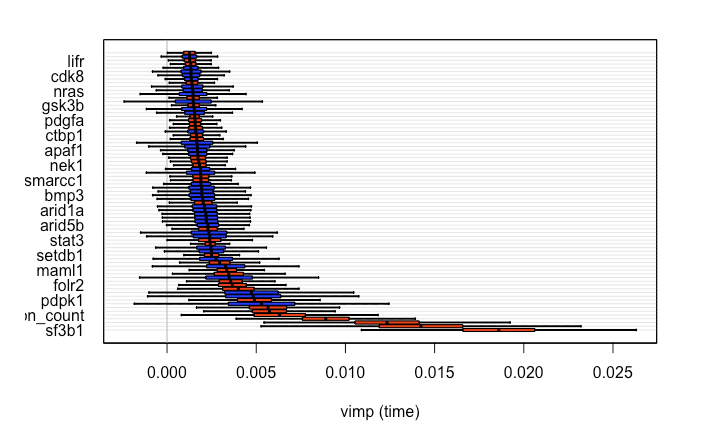 lifr
cdk8
nras
gsk3b
pdgfa
ctbp1
apaf1
nek1
smarcc1
bmp3
arid1a
arid5b
stat3
setdb1
maml1
folr2
pdpk1
n_count
sf3b1
0.000 0.005 0.010 0.015 0.020 0.025
vimp (time)